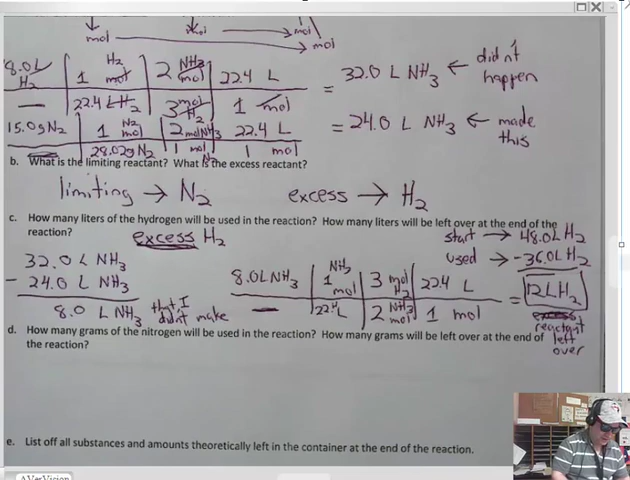 mol mol mol
mol
48.0 L H2 | 1 H2 mol | 2 NH3 mol | 22.4 L = 32.0 L NH3 ← didn't happen
22.4 L H2 | 3 mol H2 | 1 mol
15.0g N2 | 1 N2 mol | 2 mol NH3 | 22.4 L = 24.0 L NH3 ← made this
28.02g N2 | 1 mol N2 | 1 mol
b. What is the limiting reactant? What is the excess reactant?
limiting → N2 excess → H2
c. How many liters of the hydrogen will be used in the reaction? How many liters will be left over at the end of the
reaction? excess H2 start → 48.0L H2
used → -36.0L H2
32.0 L NH3
- 24.0 L NH3
8.0 L NH3 that I didn't make
8.0L NH3 | 1 NH3 mol | 3 mol H2 | 22.4 L = 12 L H2
22.4 L | 2 NH3 mol | 1 mol
excess reactant left over
d. How many grams of the nitrogen will be used in the reaction? How many grams will be left over at the end of
the reaction?
e. List off all substances and amounts theoretically left in the container at the end of the reaction.
AVerVision